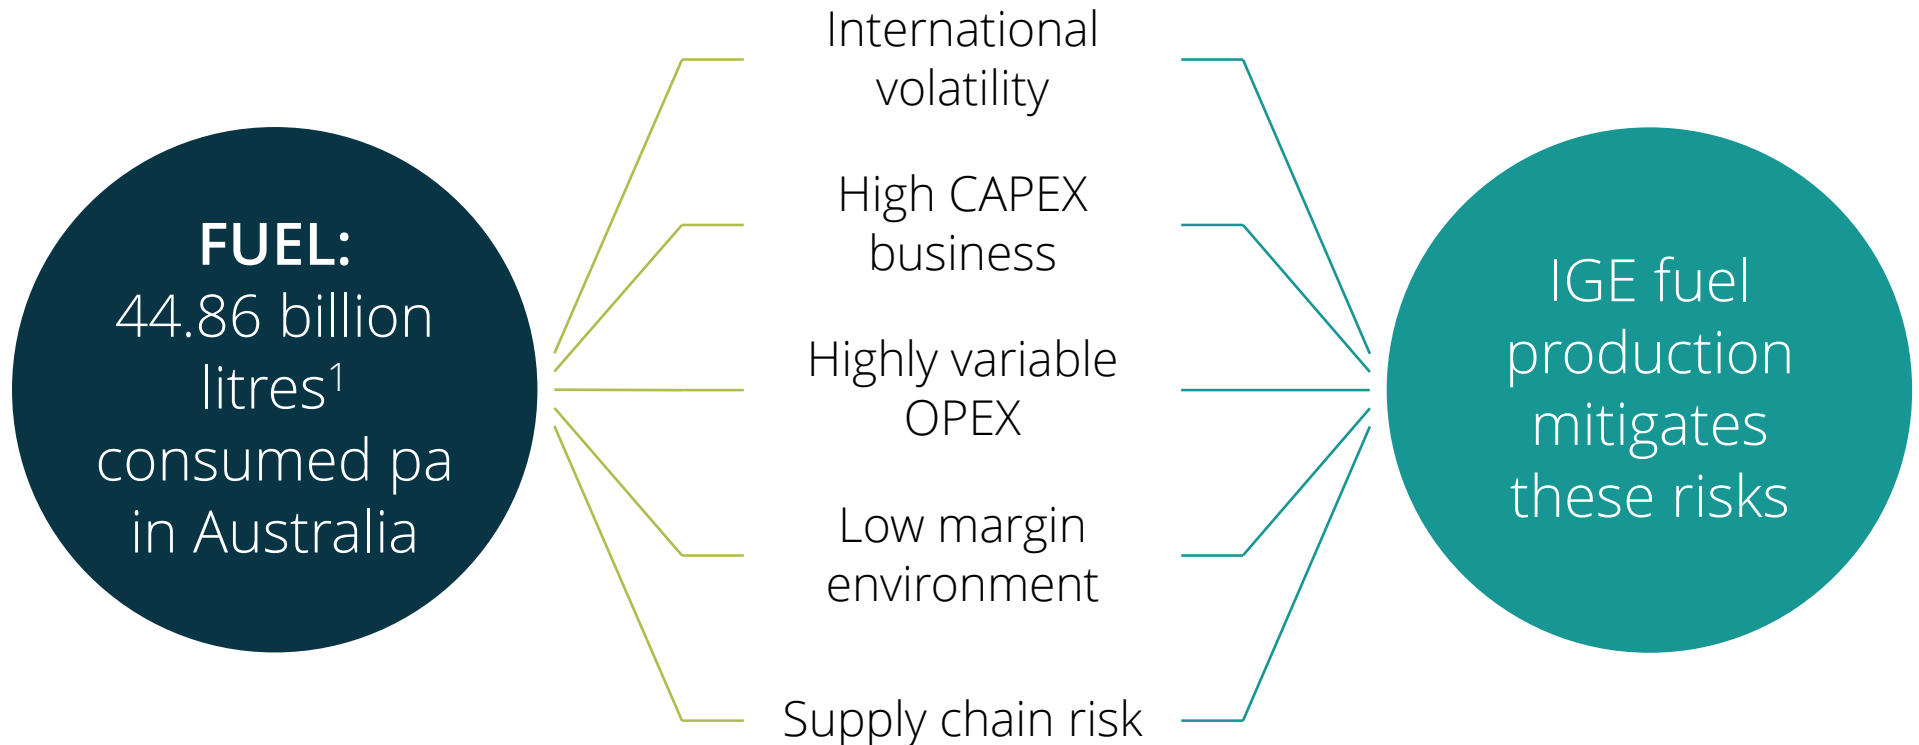 FUEL:
44.86 billion
litres¹
consumed pa
in Australia
International
volatility
High CAPEX
business
Highly variable
OPEX
Low margin
environment
Supply chain risk
IGE fuel
production
mitigates
these risks